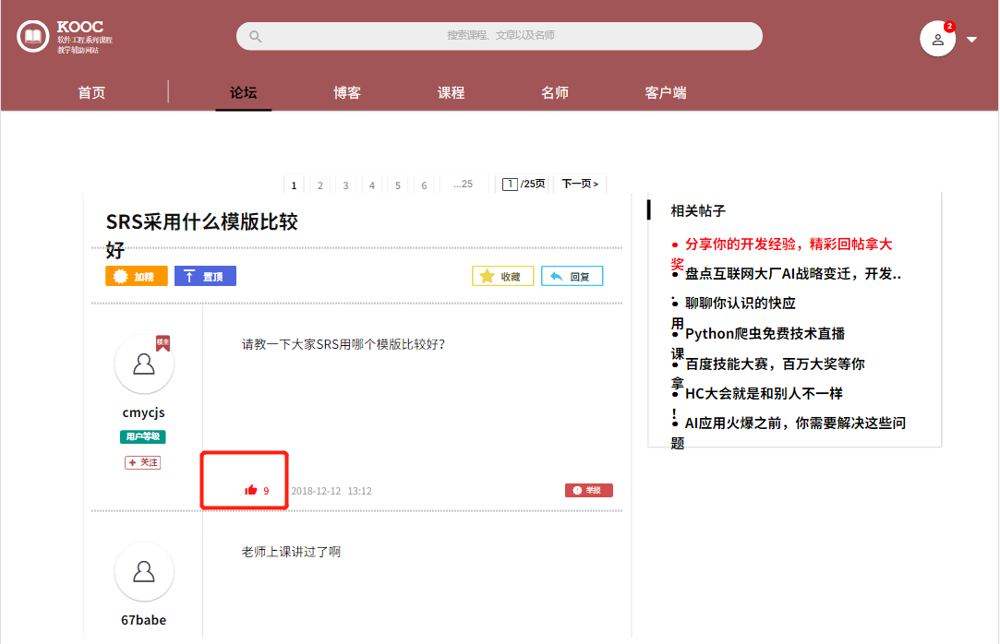 KOOC
软件工程系列课程
教学辅助网站
搜索课程、文章以及名师
2
首页
论坛
博客
课程
名师
客户端
1 2 3 4 5 6 ...25 1 /25页 下一页 >
SRS采用什么模版比较
好
加精
置顶
收藏
回复
楼主
请教一下大家SRS用哪个模版比较好？
cmycjs
用户等级
+ 关注
9 2018-12-12 13:12
举报
老师上课讲过了啊
67babe
相关帖子
分享你的开发经验，精彩回帖拿大
奖
盘点互联网大厂AI战略变迁，开发..
.
聊聊你认识的快应
用
Python爬虫免费技术直播
课
百度技能大赛，百万大奖等你
拿
HC大会就是和别人不一样
！
AI应用火爆之前，你需要解决这些问
题